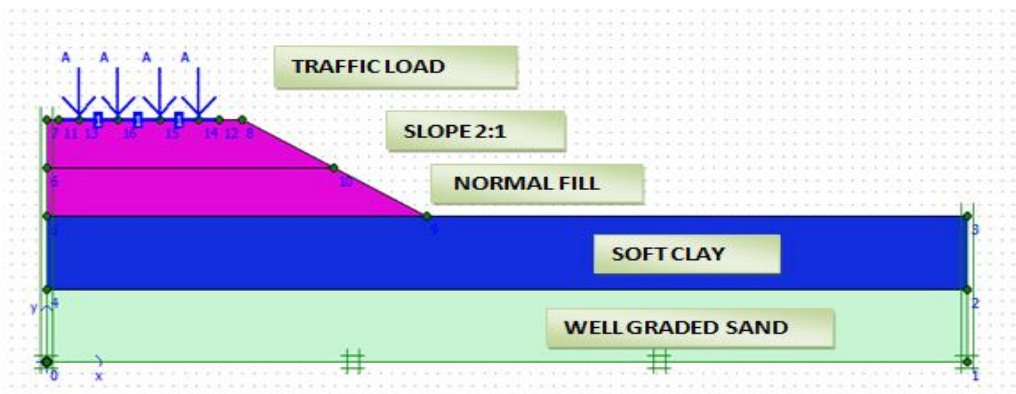 A A A A
TRAFFIC LOAD
7 11 13 16 15 14 12 8
SLOPE 2:1
NORMAL FILL
6 10
5 9 3
SOFT CLAY
y 4 2
WELL GRADED SAND
0 x 1